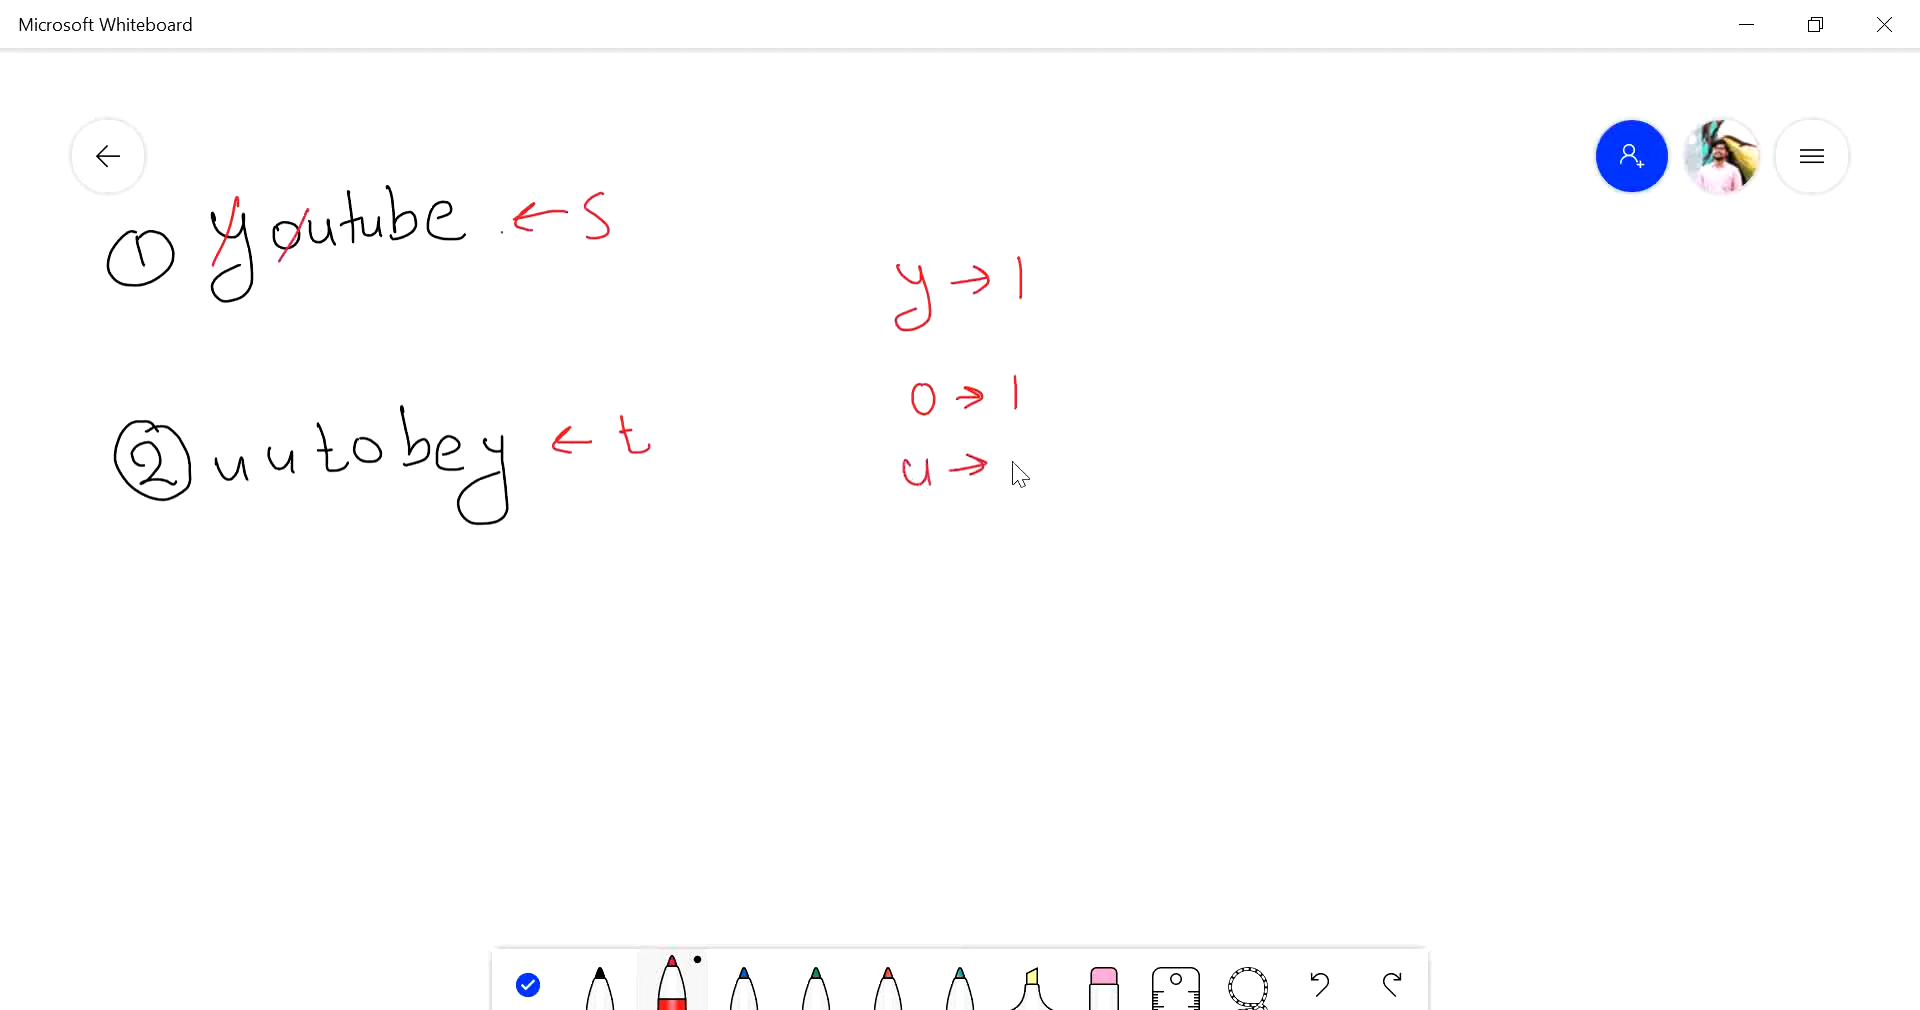 Microsoft Whiteboard
① youtube ← s
y → 1
o → 1
② uutobey ← t
u →